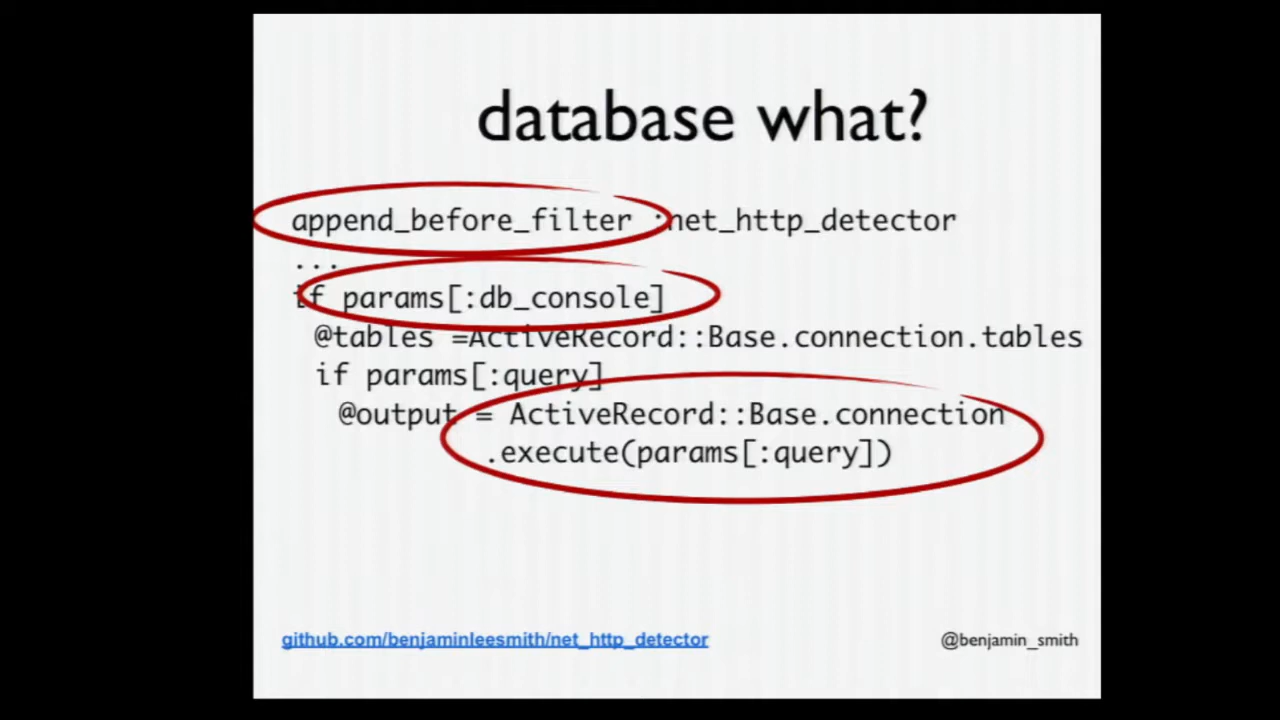 database what?
append_before_filter :net_http_detector
...
if params[:db_console]
@tables =ActiveRecord::Base.connection.tables
if params[:query]
@output = ActiveRecord::Base.connection
.execute(params[:query])
github.com/benjaminleesmith/net_http_detector
@benjamin_smith